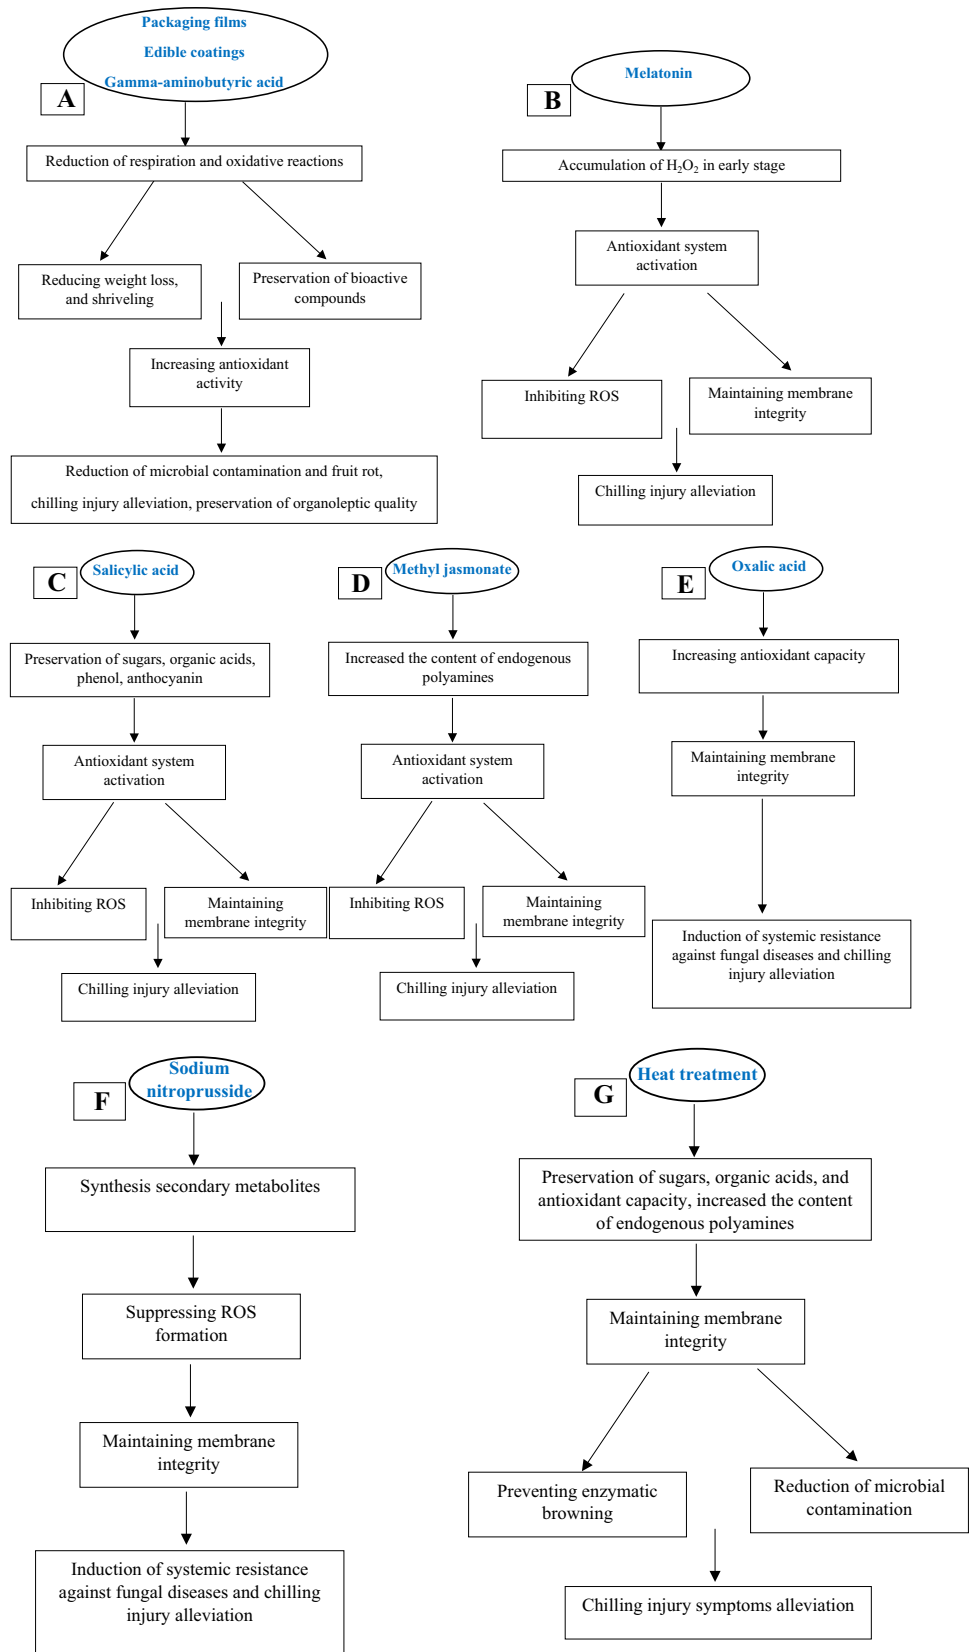 Packaging films
Edible coatings
Gamma-aminobutyric acid
A
Reduction of respiration and oxidative reactions
Reducing weight loss,
and shriveling
Preservation of bioactive
compounds
Increasing antioxidant
activity
Reduction of microbial contamination and fruit rot,
chilling injury alleviation, preservation of organoleptic quality
Melatonin
B
Accumulation of H₂O₂ in early stage
Antioxidant system
activation
Inhibiting ROS
Maintaining membrane
integrity
Chilling injury alleviation
Salicylic acid
C
Preservation of sugars, organic acids,
phenol, anthocyanin
Antioxidant system
activation
Inhibiting ROS
Maintaining
membrane integrity
Chilling injury alleviation
Methyl jasmonate
D
Increased the content of endogenous
polyamines
Antioxidant system
activation
Inhibiting ROS
Maintaining
membrane integrity
Chilling injury alleviation
Oxalic acid
E
Increasing antioxidant capacity
Maintaining membrane
integrity
Induction of systemic resistance
against fungal diseases and chilling
injury alleviation
Sodium
nitroprusside
F
Synthesis secondary metabolites
Suppressing ROS
formation
Maintaining membrane
integrity
Induction of systemic resistance
against fungal diseases and chilling
injury alleviation
Heat treatment
G
Preservation of sugars, organic acids, and
antioxidant capacity, increased the content
of endogenous polyamines
Maintaining membrane
integrity
Preventing enzymatic
browning
Reduction of microbial
contamination
Chilling injury symptoms alleviation